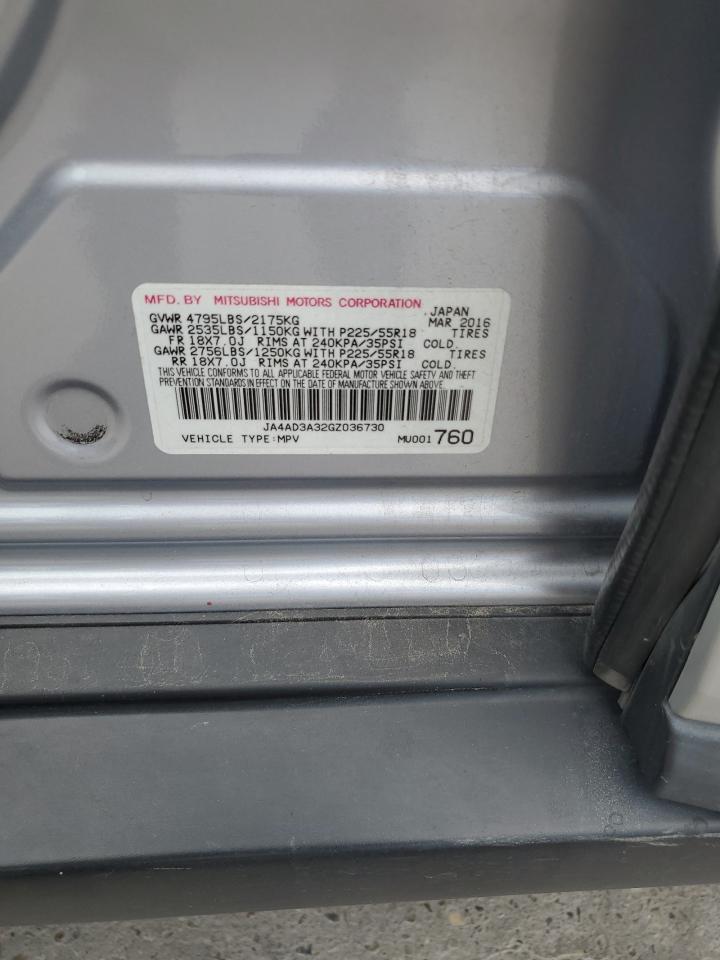 MFD. BY MITSUBISHI MOTORS CORPORATION JAPAN
GVWR 4795LBS/2175KG MAR 2016
GAWR 2535LBS/1150KG WITH P225/55R18 TIRES
FR 18X7.0J RIMS AT 240KPA/35PSI COLD.
GAWR 2756LBS/1250KG WITH P225/55R18 TIRES
RR 18X7.0J RIMS AT 240KPA/35PSI COLD.
THIS VEHICLE CONFORMS TO ALL APPLICABLE FEDERAL MOTOR VEHICLE SAFETY AND THEFT
PREVENTION STANDARDS IN EFFECT ON THE DATE OF MANUFACTURE SHOWN ABOVE.
JA4AD3A32GZ036730
VEHICLE TYPE:MPV MU001760